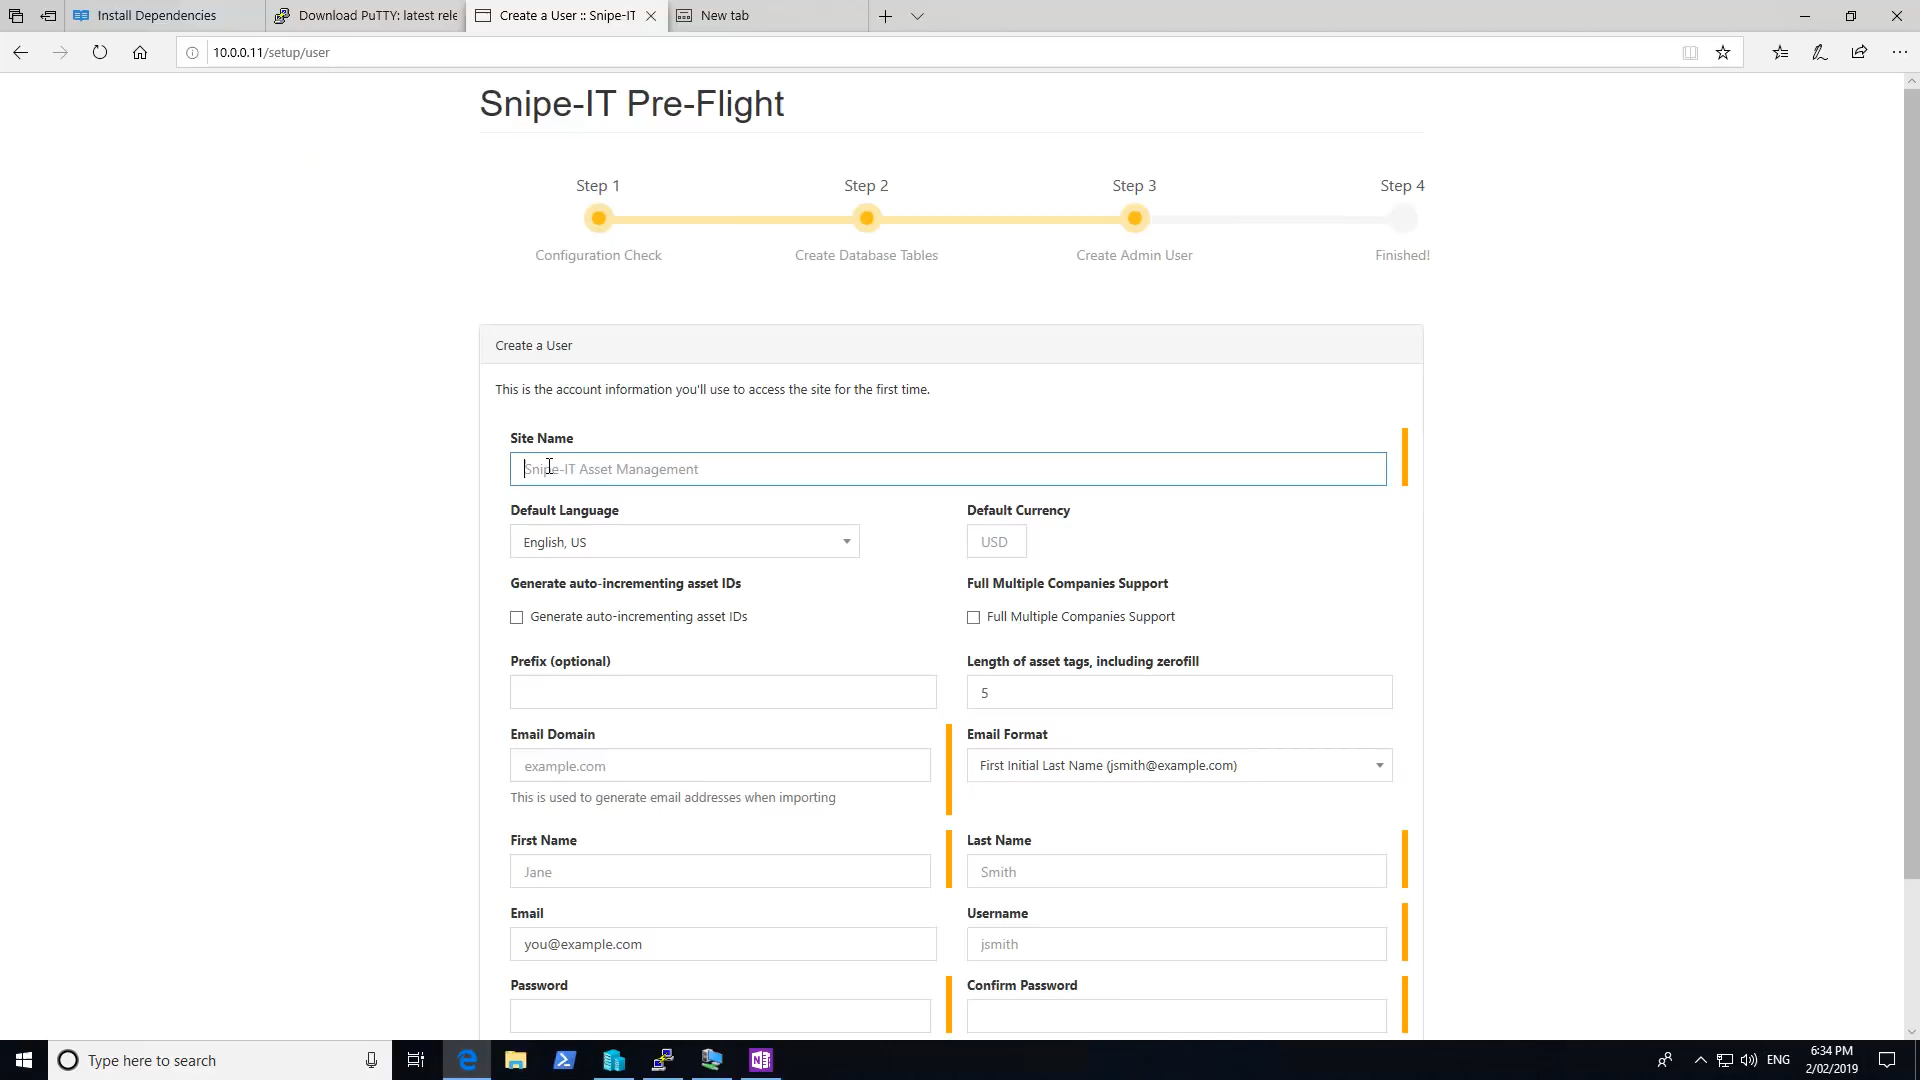 Install Dependencies
Download PuTTY: latest rele
Create a User :: Snipe-IT
New tab
10.0.0.11/setup/user
Snipe-IT Pre-Flight
Step 1
Step 2
Step 3
Step 4
Configuration Check
Create Database Tables
Create Admin User
Finished!
Create a User
This is the account information you'll use to access the site for the first time.
Site Name
Snipe-IT Asset Management
Default Language
Default Currency
English, US
USD
Generate auto-incrementing asset IDs
Full Multiple Companies Support
Generate auto-incrementing asset IDs
Full Multiple Companies Support
Prefix (optional)
Length of asset tags, including zerofill
5
Email Domain
Email Format
example.com
First Initial Last Name (jsmith@example.com)
This is used to generate email addresses when importing
First Name
Last Name
Jane
Smith
Email
Username
you@example.com
jsmith
Password
Confirm Password
Type here to search
ENG
6:34 PM
2/02/2019